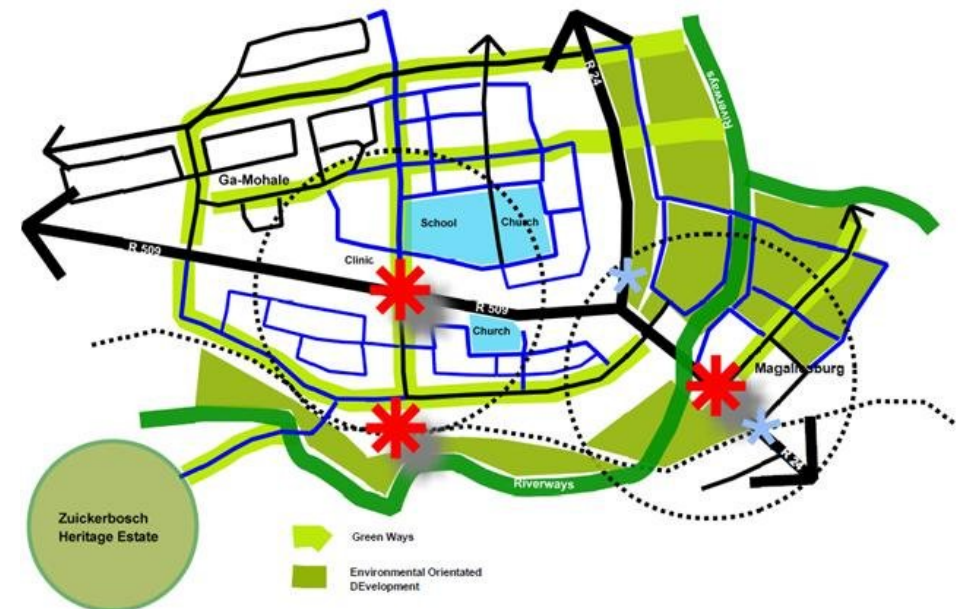 R 24
Riverways
Ga-Mohale
School
Church
Clinic
R 509
R 509
Church
Magaliesburg
R 24
Riverways
Zuickerbosch
Heritage Estate
Green Ways
Environmental Orientated
DEvelopment